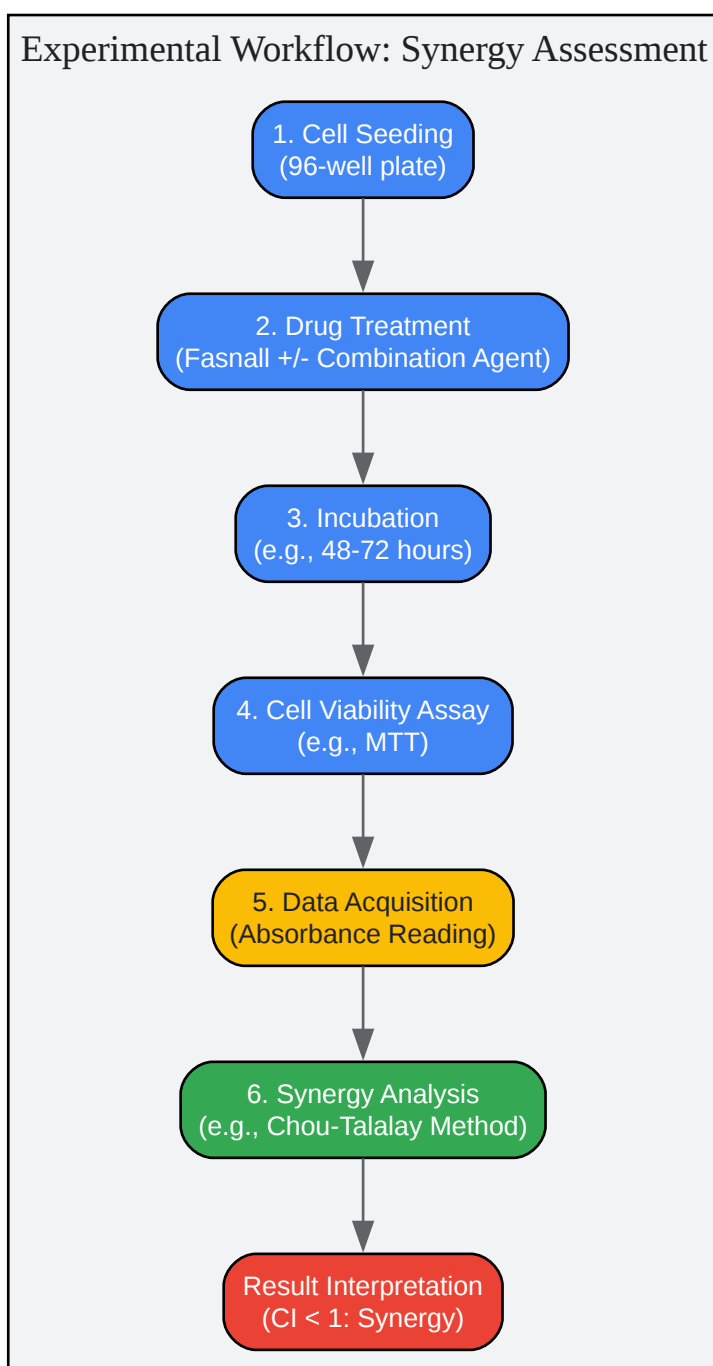 Experimental Workflow: Synergy Assessment
1. Cell Seeding
(96-well plate)
2. Drug Treatment
(Fasnall +/- Combination Agent)
3. Incubation
(e.g., 48-72 hours)
4. Cell Viability Assay
(e.g., MTT)
5. Data Acquisition
(Absorbance Reading)
6. Synergy Analysis
(e.g., Chou-Talalay Method)
Result Interpretation
(CI < 1: Synergy)